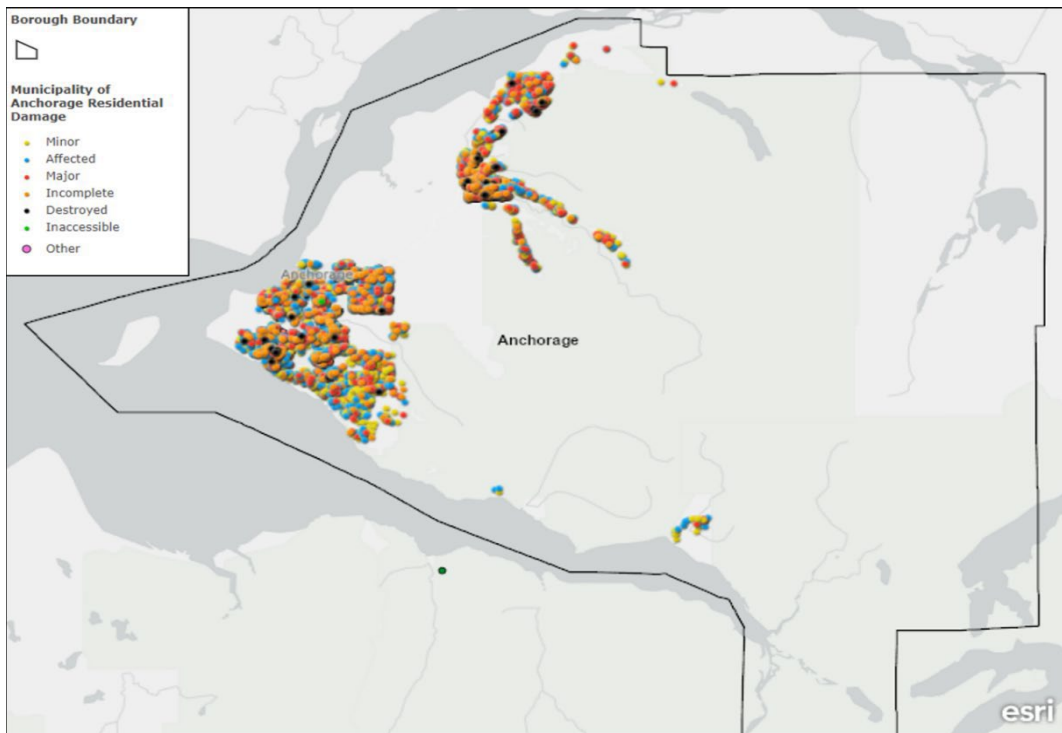 Borough Boundary
Municipality of
Anchorage Residential
Damage
Minor
Affected
Major
Incomplete
Destroyed
Inaccessible
Other
Anchorage
Anchorage
esri